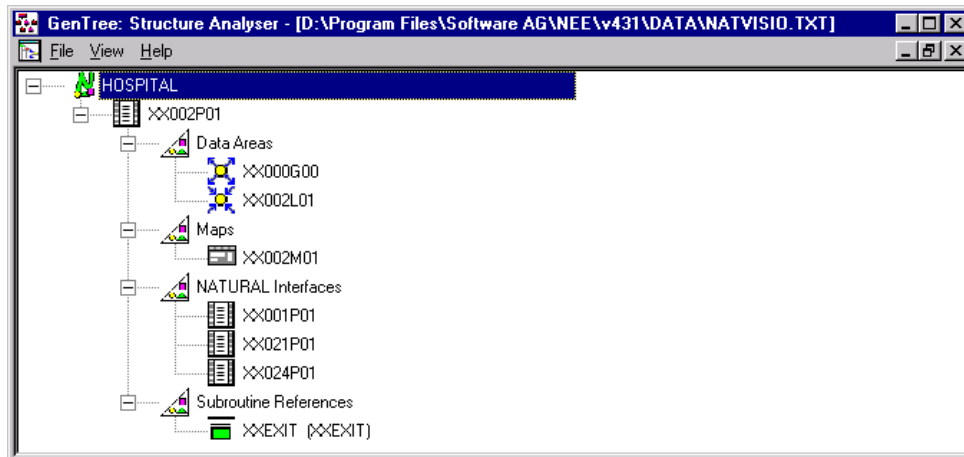 GenTree: Structure Analyser - [D:\Program Files\Software AG\NEE\v431\DATA\NATVISIO.TXT]
File View Help
HOSPITAL
XX002P01
Data Areas
XX000G00
XX002L01
Maps
XX002M01
NATURAL Interfaces
XX001P01
XX021P01
XX024P01
Subroutine References
XXEXIT (XXEXIT)